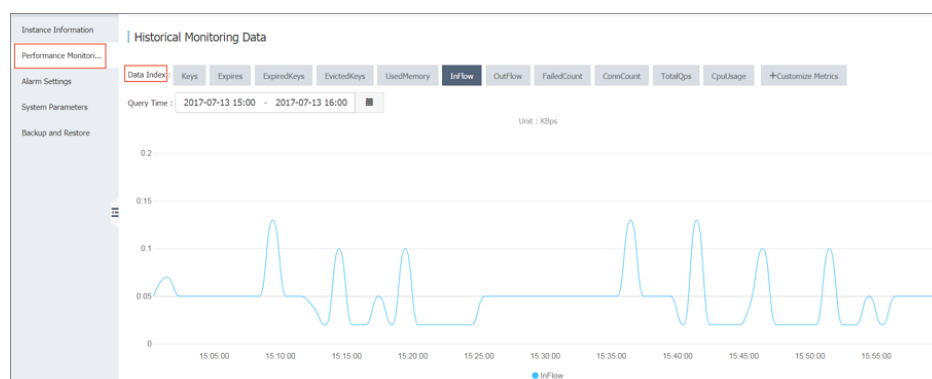 Instance Information
Performance Monitori...
Alarm Settings
System Parameters
Backup and Restore
Historical Monitoring Data
Data Index : Keys Expires ExpiredKeys EvictedKeys UsedMemory InFlow OutFlow FailedCount ConnCount TotalQps CpuUsage +Customize Metrics
Query Time : 2017-07-13 15:00 - 2017-07-13 16:00
Unit : KBps
0.2
0.15
0.1
0.05
0
15:05:00 15:10:00 15:15:00 15:20:00 15:25:00 15:30:00 15:35:00 15:40:00 15:45:00 15:50:00 15:55:00
InFlow